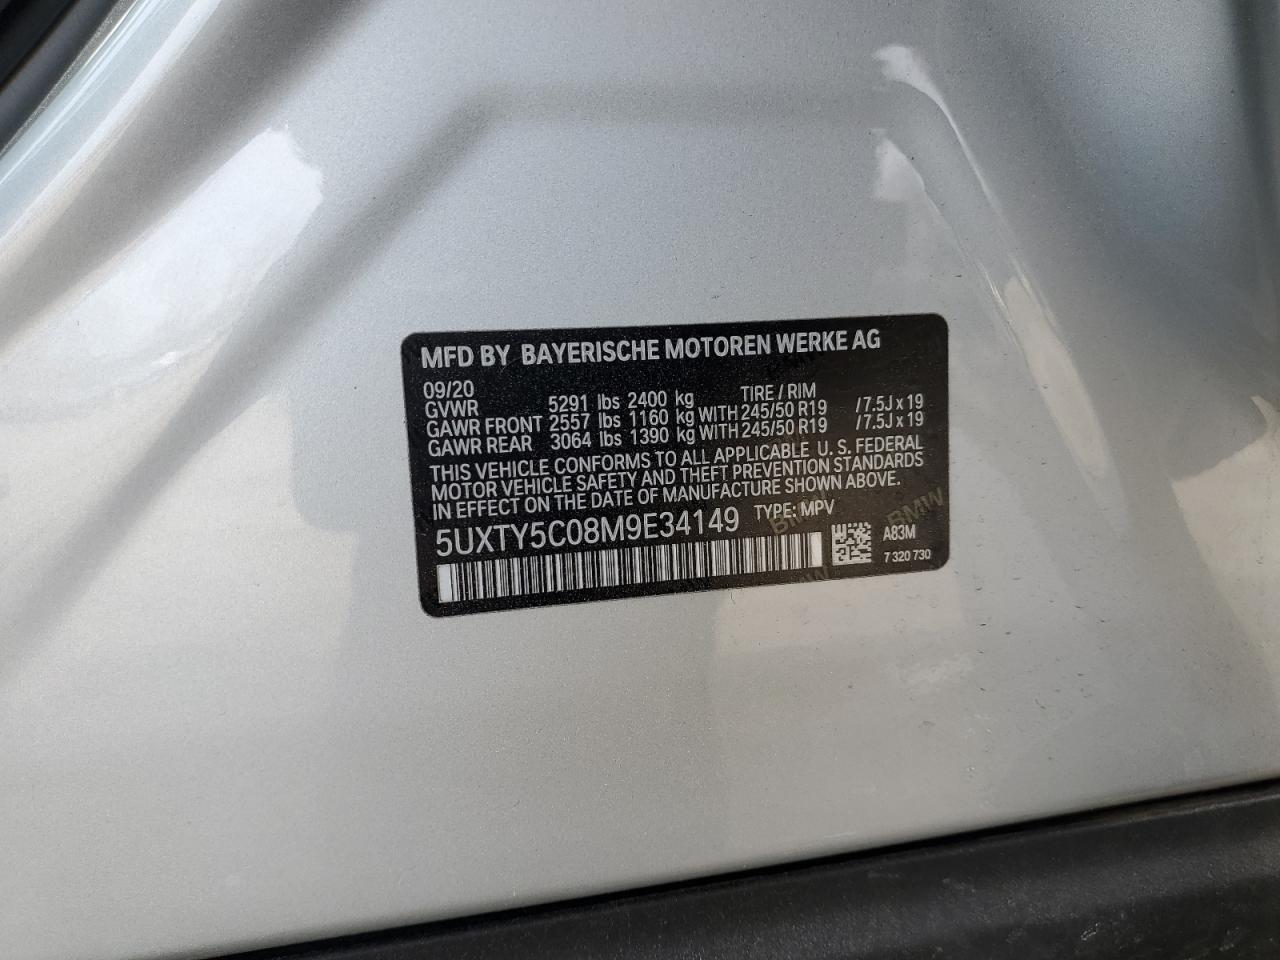 MFD BY BAYERISCHE MOTOREN WERKE AG
09/20 TIRE / RIM
GVWR 5291 lbs 2400 kg
GAWR FRONT 2557 lbs 1160 kg WITH 245/50 R19 /7.5J x 19
GAWR REAR 3064 lbs 1390 kg WITH 245/50 R19 /7.5J x 19
THIS VEHICLE CONFORMS TO ALL APPLICABLE U. S. FEDERAL
MOTOR VEHICLE SAFETY AND THEFT PREVENTION STANDARDS
IN EFFECT ON THE DATE OF MANUFACTURE SHOWN ABOVE.
5UXTY5C08M9E34149 TYPE: MPV
BMW BMW
A83M
7 320 730
BMW